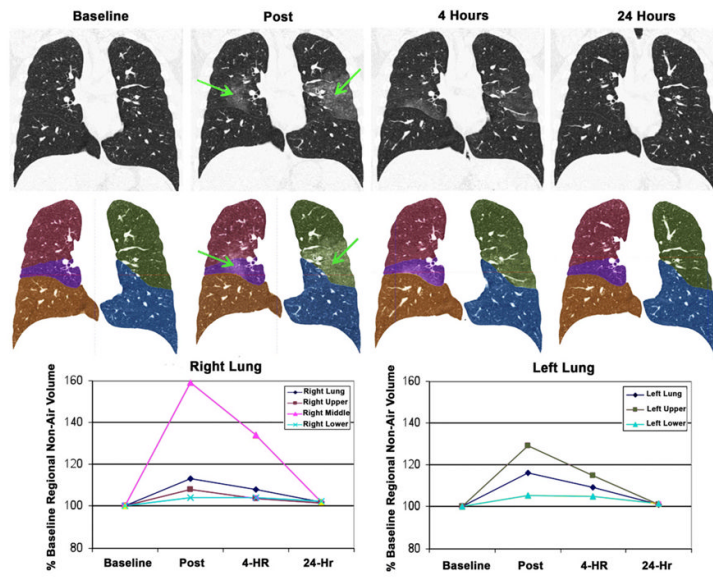 Baseline
Post
4 Hours
24 Hours
Right Lung
% Baseline Regional Non-Air Volume
160
140
120
100
80
Right Lung
Right Upper
Right Middle
Right Lower
Baseline
Post
4-HR
24-Hr
Left Lung
% Baseline Regional Non-Air Volume
160
140
120
100
80
Left Lung
Left Upper
Left Lower
Baseline
Post
4-HR
24-Hr